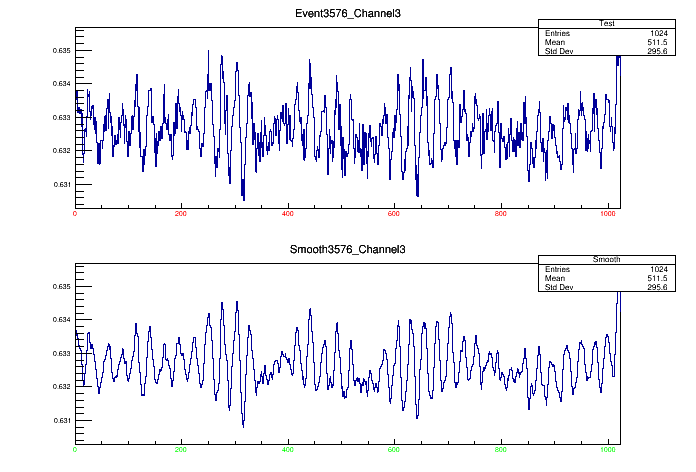 Event3576_Channel3
Test
Entries 1024
Mean 511.5
Std Dev 295.6
0.635
0.634
0.633
0.632
0.631
0 200 400 600 800 1000
Smooth3576_Channel3
Smooth
Entries 1024
Mean 511.5
Std Dev 295.6
0.635
0.634
0.633
0.632
0.631
0 200 400 600 800 1000